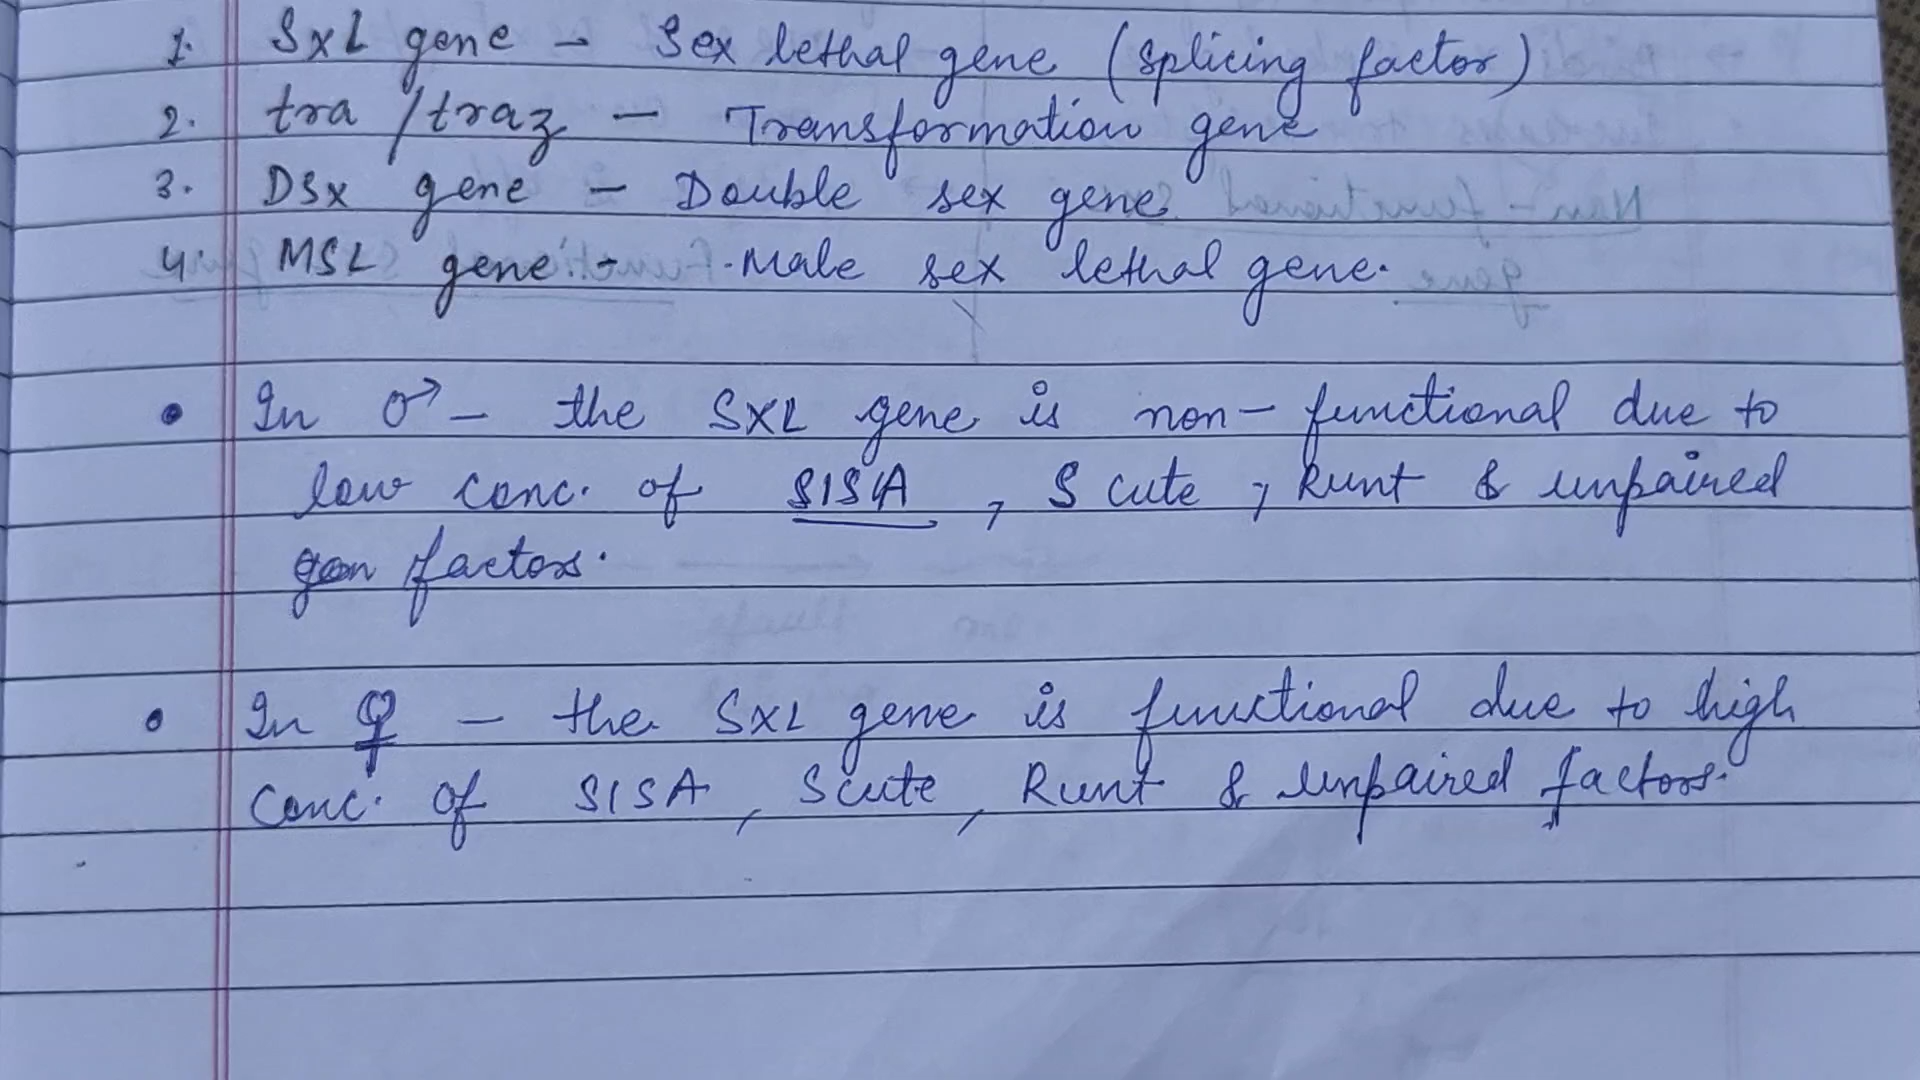 1. SxL gene - Sex lethal gene (splicing factor)
2. tra / traz - Transformation gene
3. DSx gene - Double sex gene.
4. MSL gene - Male sex lethal gene.
• In ♂ - the SXL gene is non-functional due to
low conc. of SISA, Scute, Runt & unpaired
factors.
• In ♀ - the SXL gene is functional due to high
conc. of SISA, Scute, Runt & unpaired factors.